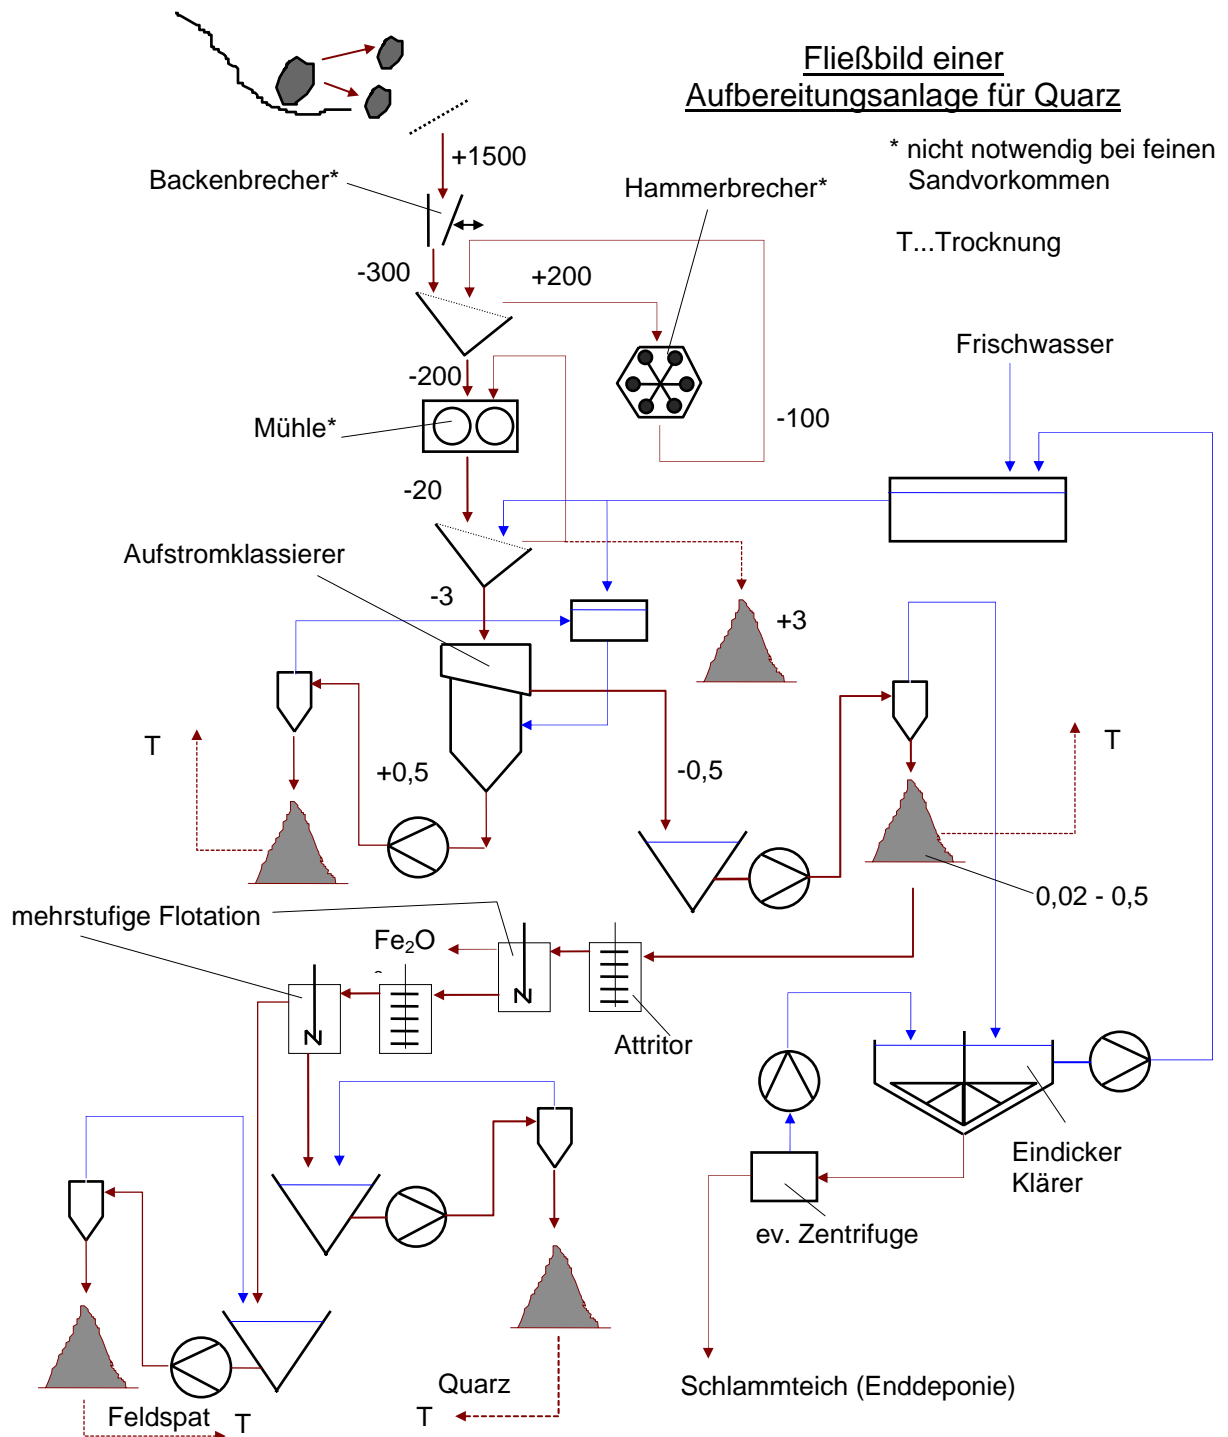 Fließbild einer
Aufbereitungsanlage für Quarz
* nicht notwendig bei feinen
Sandvorkommen
T...Trocknung
+1500
Backenbrecher*
Hammerbrecher*
-300
+200
Frischwasser
-200
-100
Mühle*
-20
Aufstromklassierer
-3
+3
T
+0,5
-0,5
T
0,02 - 0,5
mehrstufige Flotation
Fe₂O
Attritor
Eindicker
Klärer
ev. Zentrifuge
Quarz
T
Schlammteich (Enddeponie)
Feldspat
T